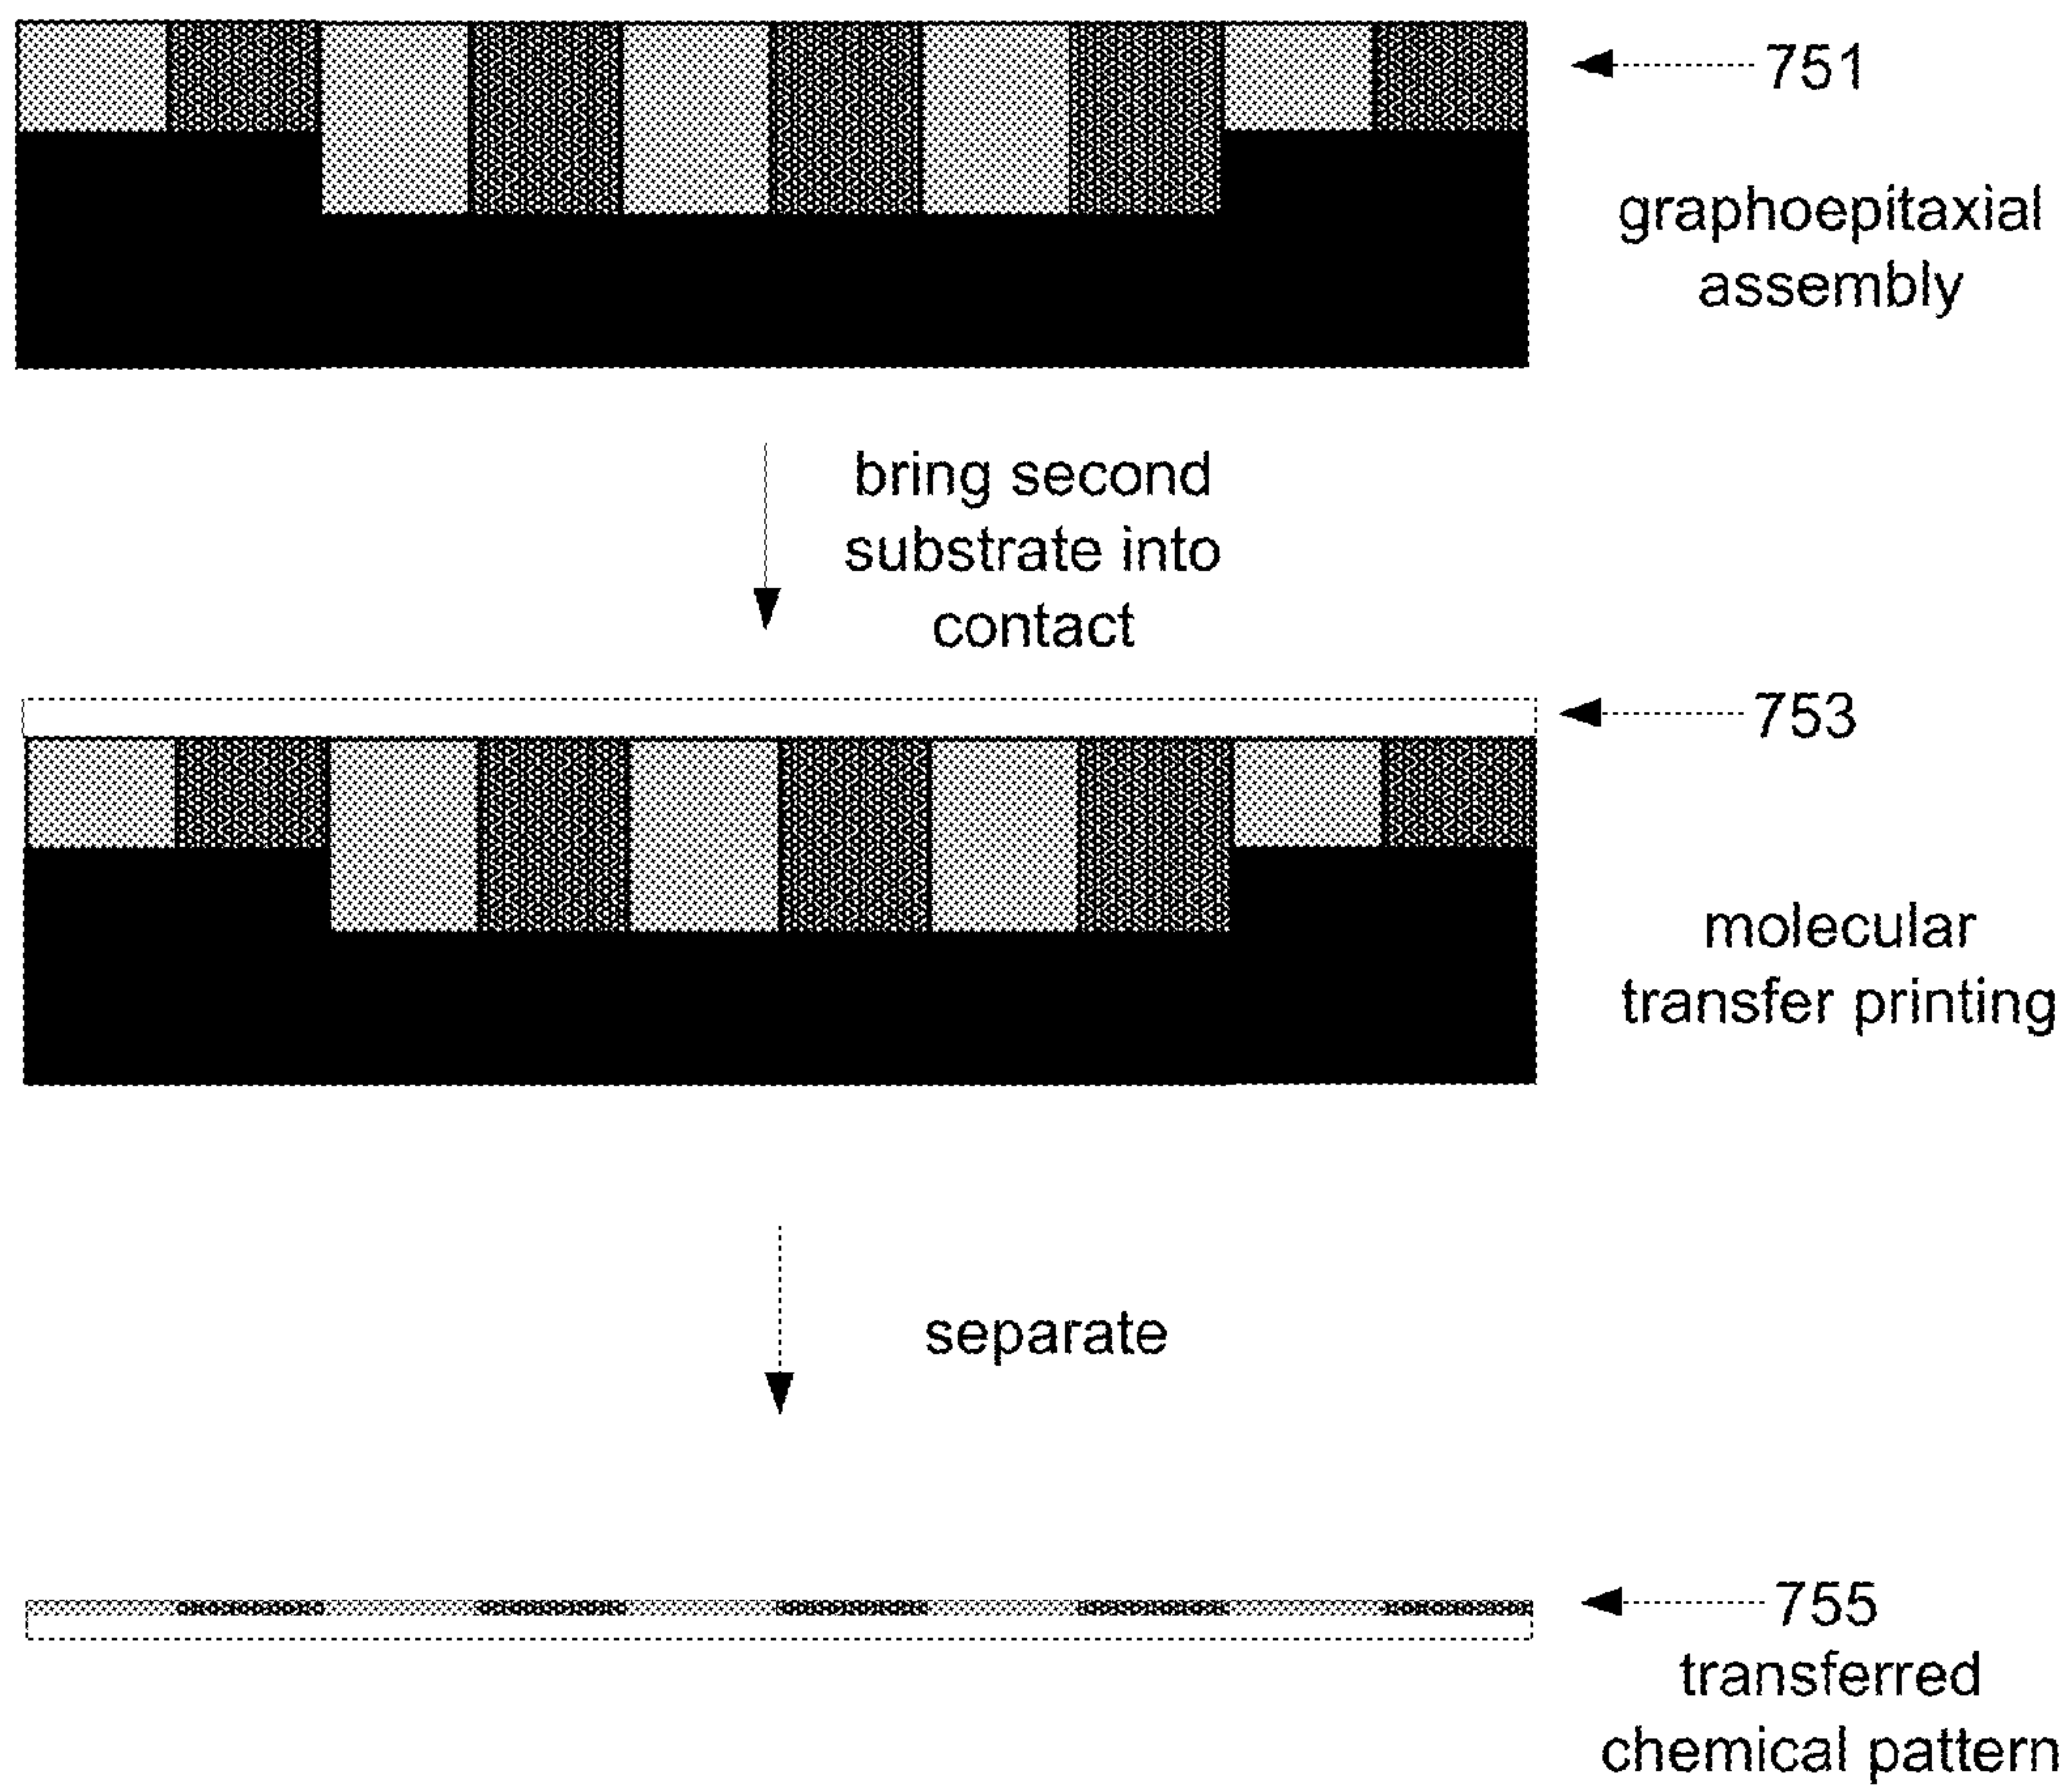 751
graphoepitaxial
assembly
bring second
substrate into
contact
753
molecular
transfer printing
separate
755
transferred
chemical pattern